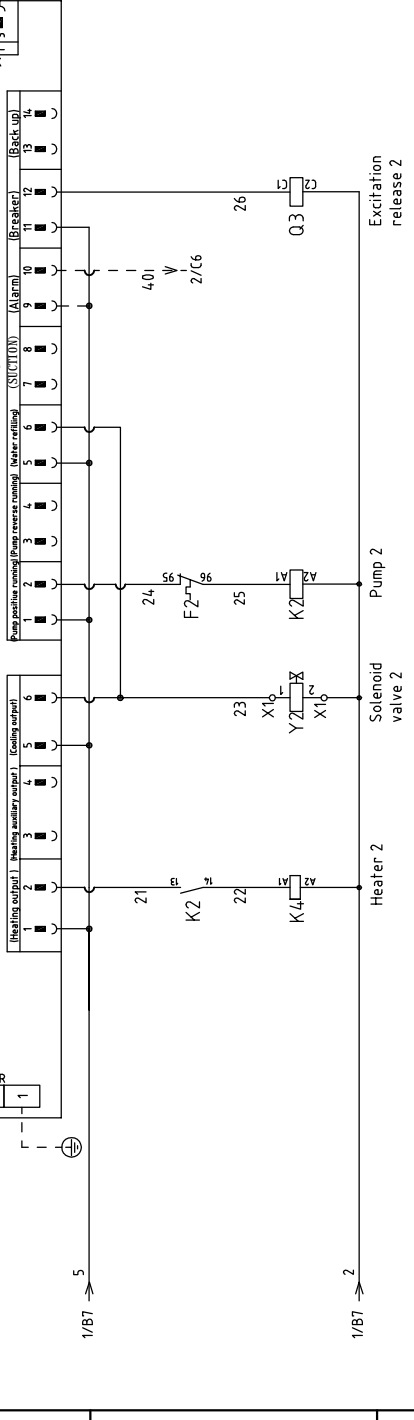 14
(Back up)
13
12
(Breaker)
11
10
(Alarm)
9
8
(SUCTION)
7
6
(Water refilling)
5
4
(Pump reverse running)
3
2
(Pump positive running)
1
6
(Cooling output)
5
4
(Heating auxiliary output )
3
2
(Heating output )
1
1
26
C1
C2
Q3
Excitation
release 2
401
2/C6
24
95
96
F2
25
A1
A2
K2
Pump 2
23
X1
1
2
Y2
X1
Solenoid
valve 2
21
13
14
K2
22
A1
A2
K4
Heater 2
5
1/B7
2
1/B7